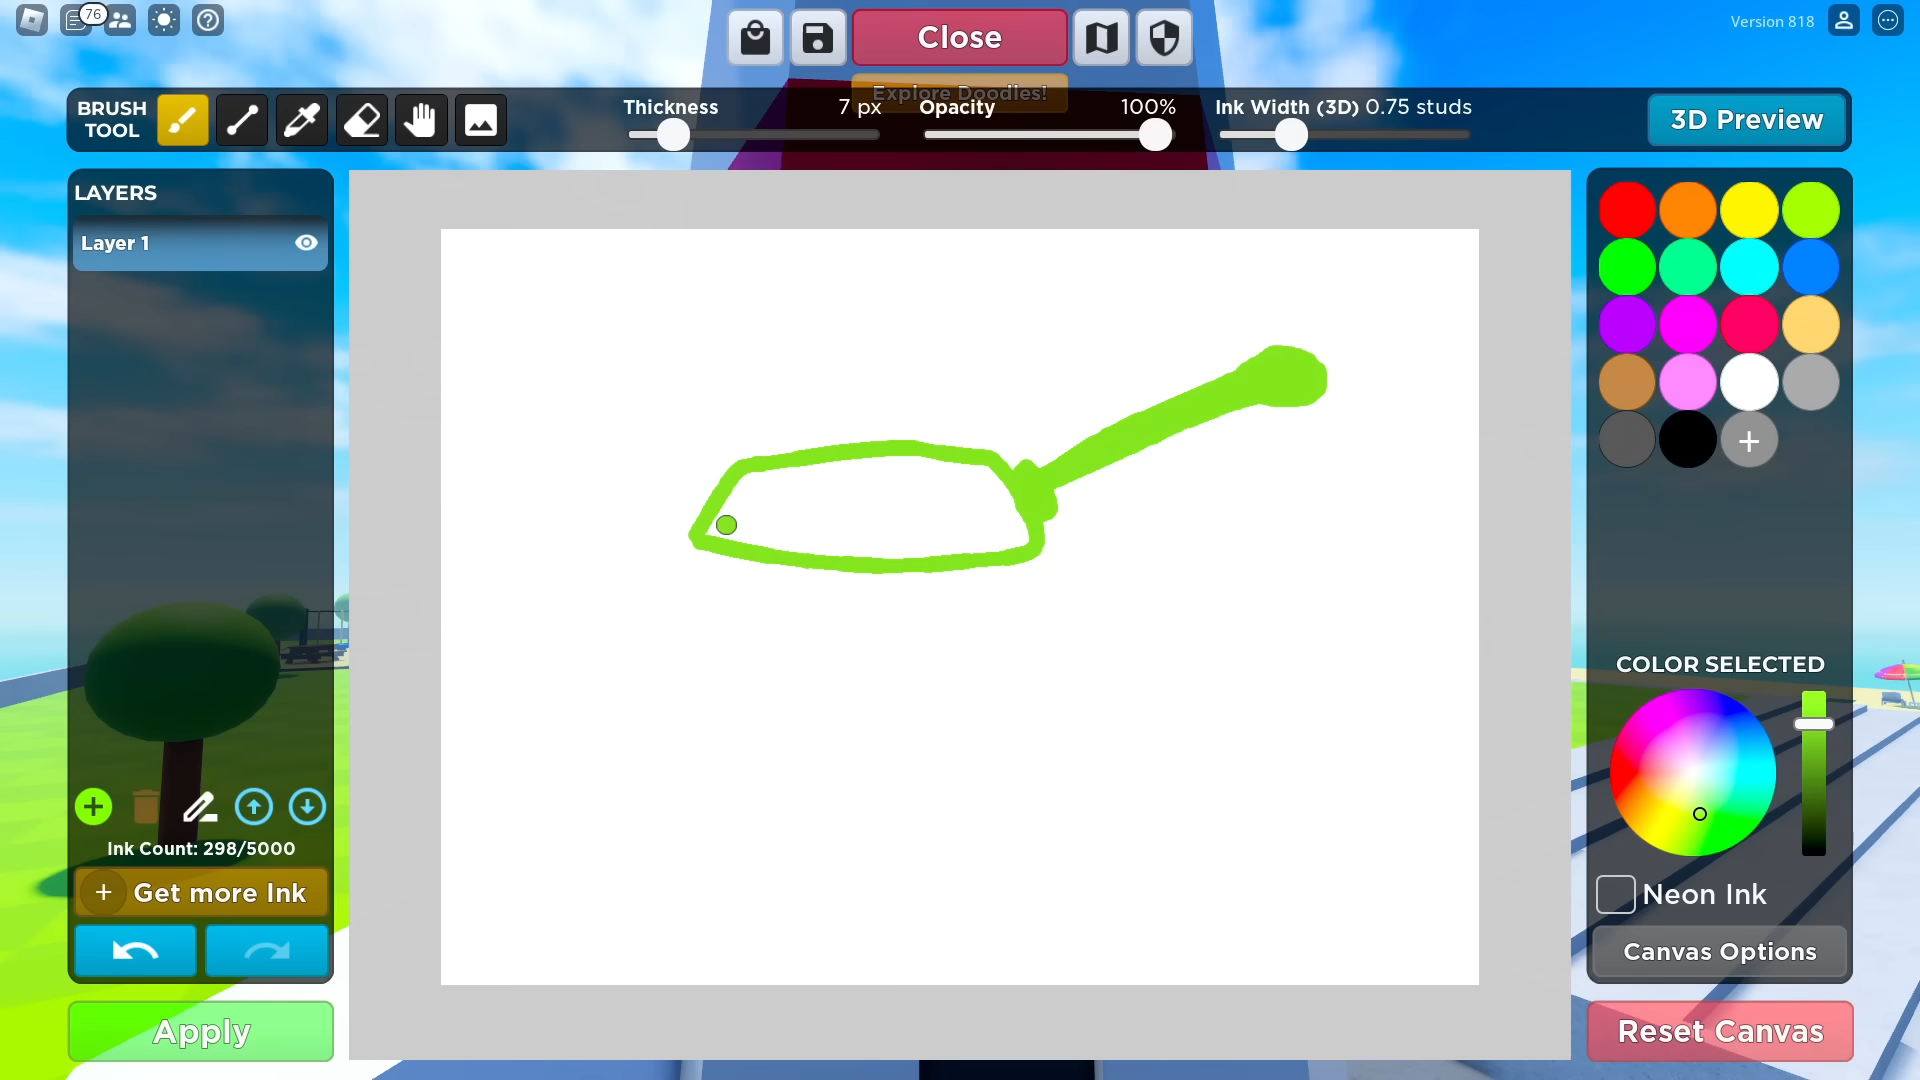 76
Close
Version 818
Explore Doodles!
BRUSH
TOOL
Thickness 7 px
Opacity 100%
Ink Width (3D) 0.75 studs
3D Preview
LAYERS
Layer 1
Ink Count: 298/5000
+ Get more Ink
Apply
COLOR SELECTED
Neon Ink
Canvas Options
Reset Canvas